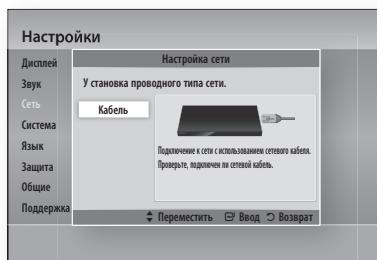 Настройки
Дисплей
Звук
Сеть
Система
Язык
Защита
Общие
Поддержка
Настройка сети
У становка проводного типа сети.
Кабель
Подключение к сети с использованием сетевого кабеля.
Проверьте, подключен ли сетевой кабель.
Переместить Ввод Возврат